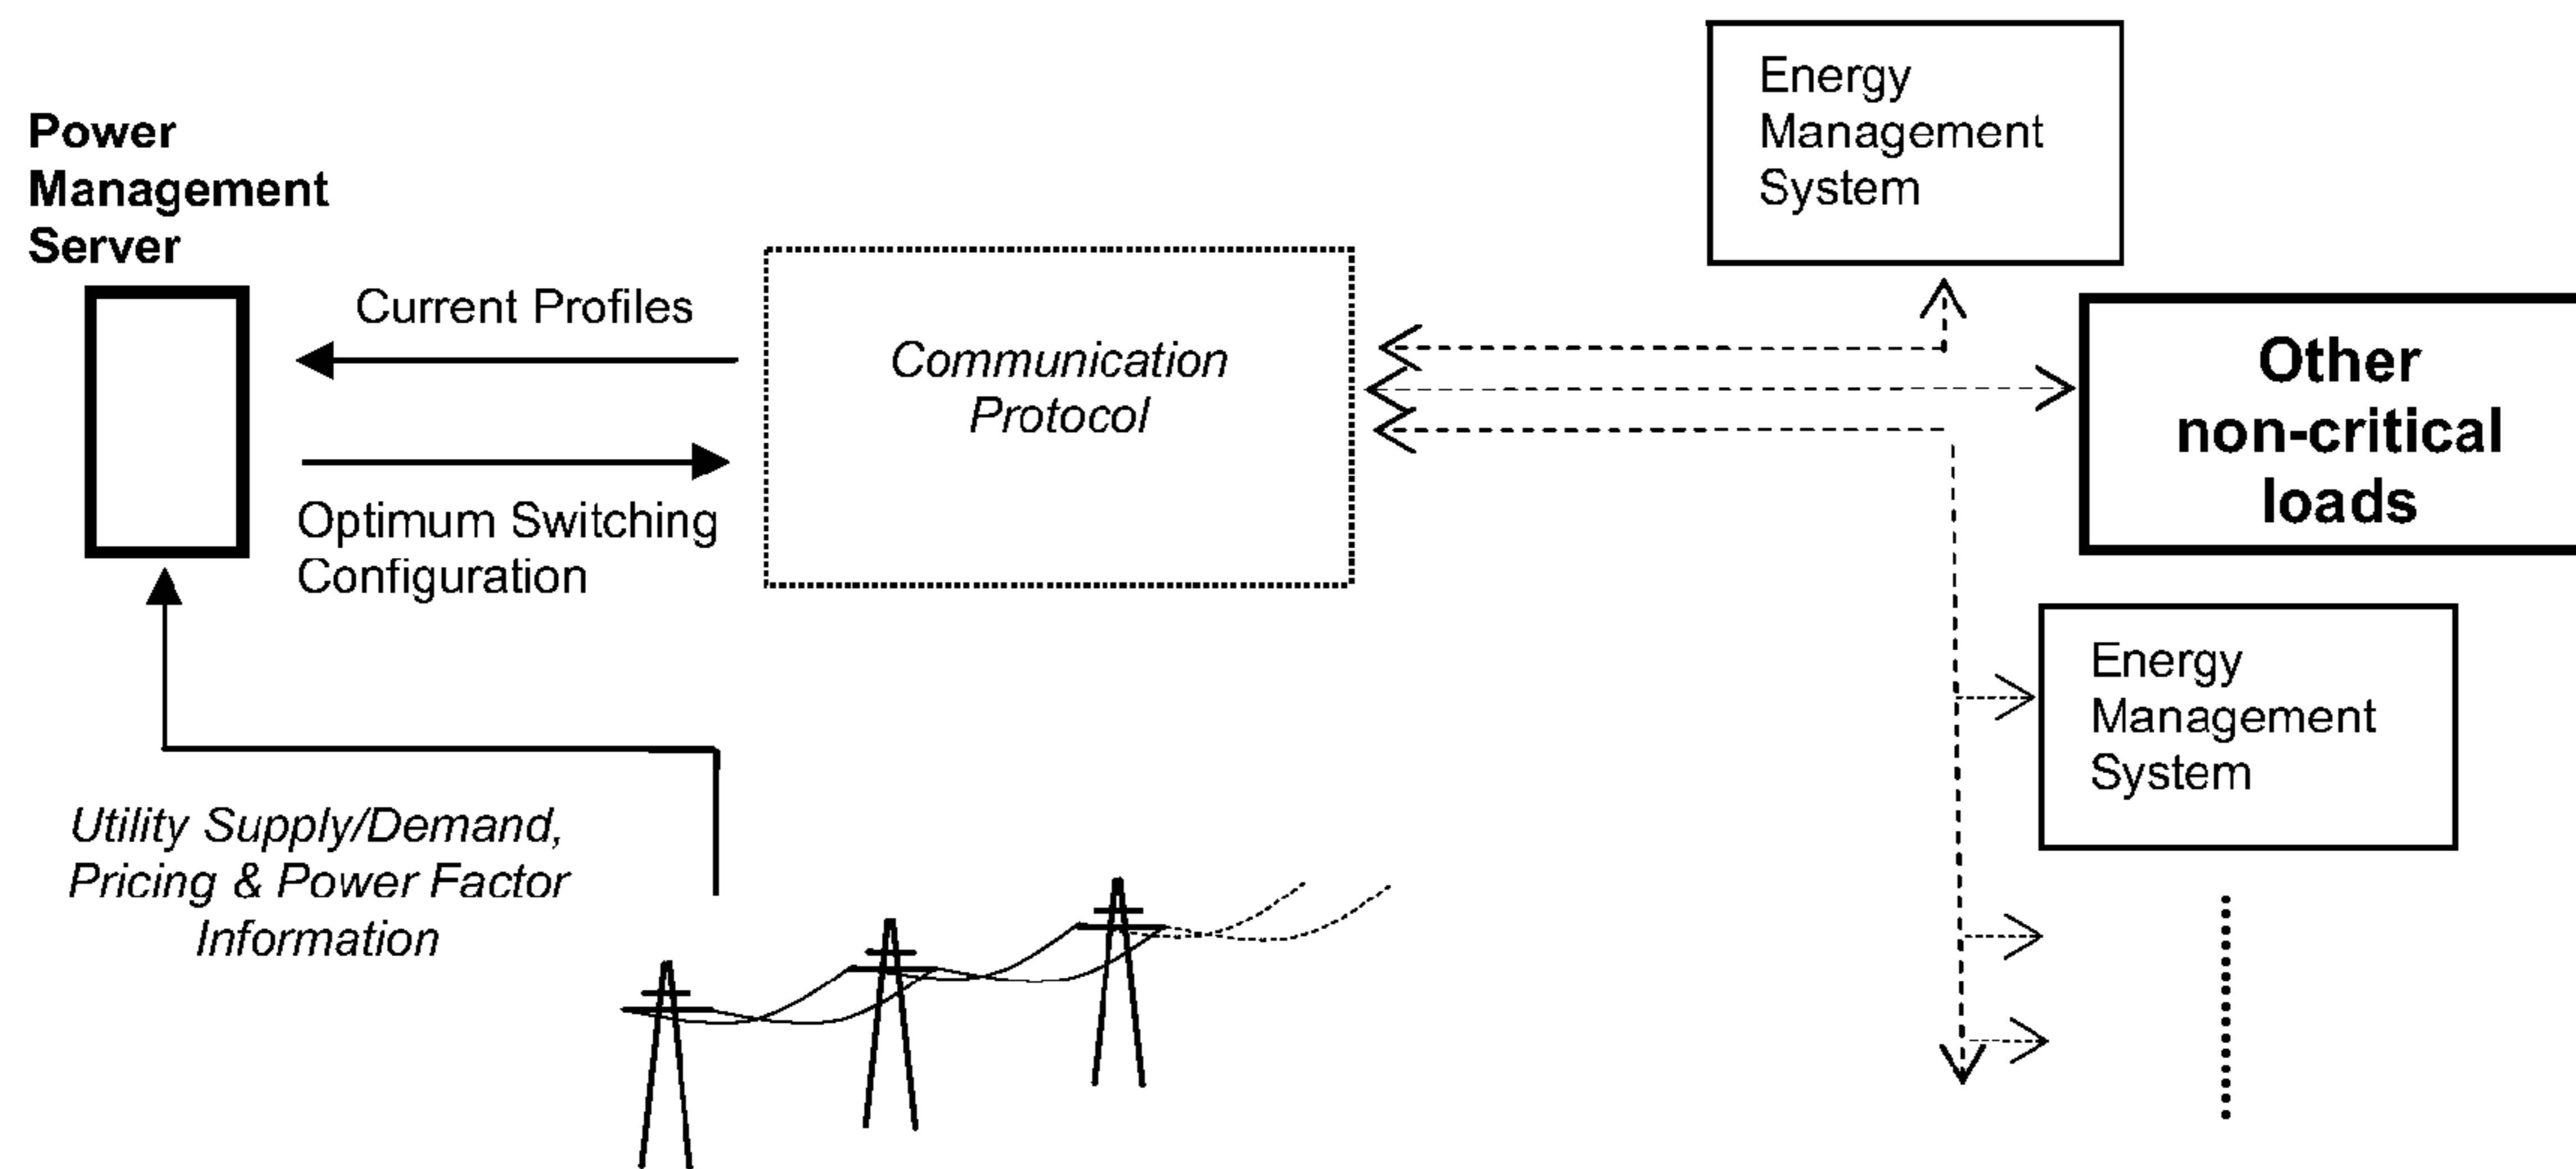 Power
Management
Server
Current Profiles
Optimum Switching
Configuration
Communication
Protocol
Energy
Management
System
Other
non-critical
loads
Energy
Management
System
Utility Supply/Demand,
Pricing & Power Factor
Information